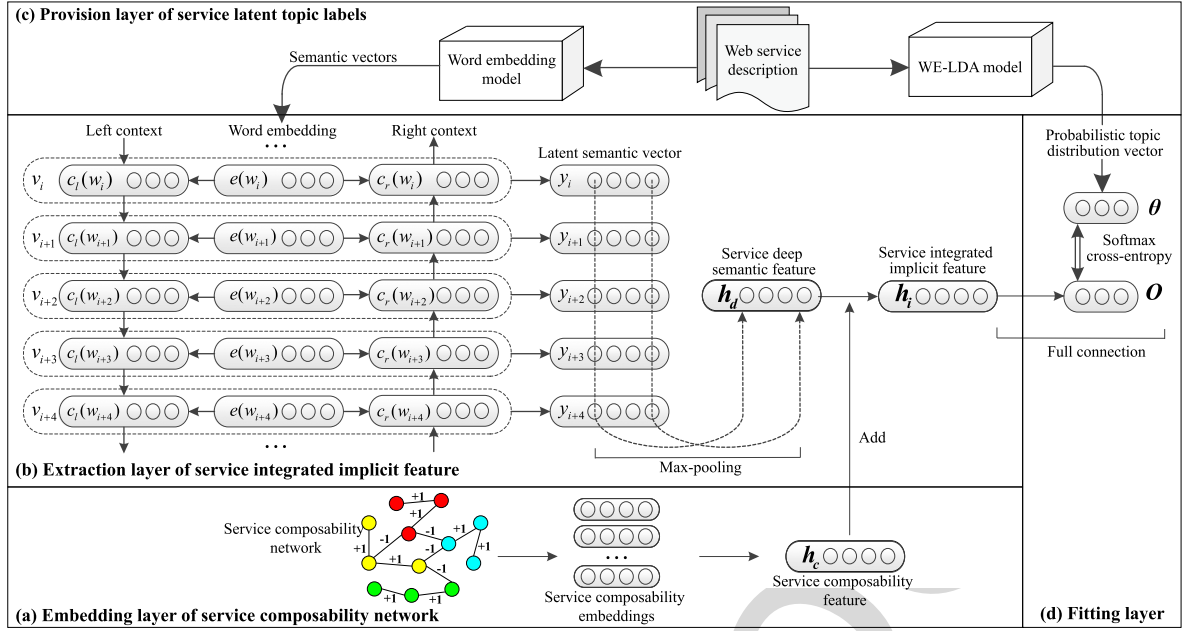 (c) Provision layer of service latent topic labels
Semantic vectors
Word embedding
model
Web service
description
WE-LDA model
Left context
Word embedding
Right context
...
Latent semantic vector
Probabilistic topic
distribution vector
v_i c_l(w_i) e(w_i) c_r(w_i) y_i
θ
v_{i+1} c_l(w_{i+1}) e(w_{i+1}) c_r(w_{i+1}) y_{i+1}
Softmax
cross-entropy
Service deep
semantic feature
Service integrated
implicit feature
v_{i+2} c_l(w_{i+2}) e(w_{i+2}) c_r(w_{i+2}) y_{i+2}
h_d
h_i
O
v_{i+3} c_l(w_{i+3}) e(w_{i+3}) c_r(w_{i+3}) y_{i+3}
Full connection
v_{i+4} c_l(w_{i+4}) e(w_{i+4}) c_r(w_{i+4}) y_{i+4}
...
Add
(b) Extraction layer of service integrated implicit feature
Max-pooling
Service composability
network
+1
+1
-1
+1
-1
-1
+1
+1
+1
-1
+1
+1
...
h_c
Service composability
embeddings
Service composability
feature
(a) Embedding layer of service composability network
(d) Fitting layer